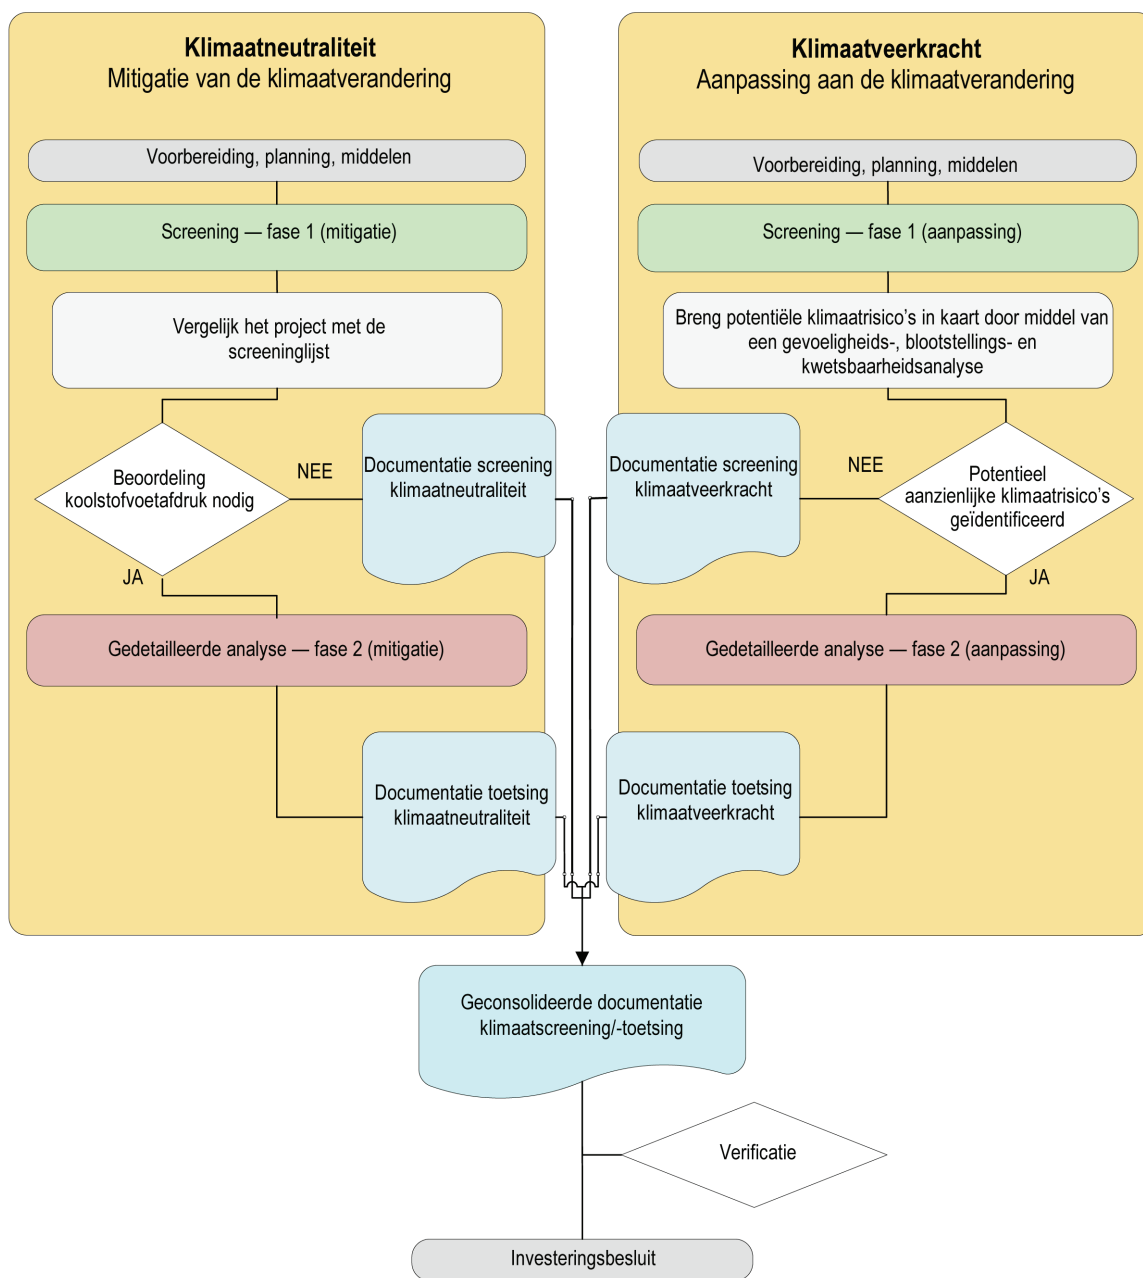 Klimaatneutraliteit
Mitigatie van de klimaatverandering
Voorbereiding, planning, middelen
Screening — fase 1 (mitigatie)
Vergelijk het project met de
screeninglijst
Beoordeling
koolstofvoetafdruk nodig
NEE
JA
Documentatie screening
klimaatneutraliteit
Gedetailleerde analyse — fase 2 (mitigatie)
Documentatie toetsing
klimaatneutraliteit
Klimaatveerkracht
Aanpassing aan de klimaatverandering
Voorbereiding, planning, middelen
Screening — fase 1 (aanpassing)
Breng potentiële klimaatrisico’s in kaart door middel van
een gevoeligheids-, blootstellings- en
kwetsbaarheidsanalyse
Potentieel
aanzienlijke klimaatrisico’s
geïdentificeerd
NEE
JA
Documentatie screening
klimaatveerkracht
Gedetailleerde analyse — fase 2 (aanpassing)
Documentatie toetsing
klimaatveerkracht
Geconsolideerde documentatie
klimaatscreening/-toetsing
Verificatie
Investeringsbesluit